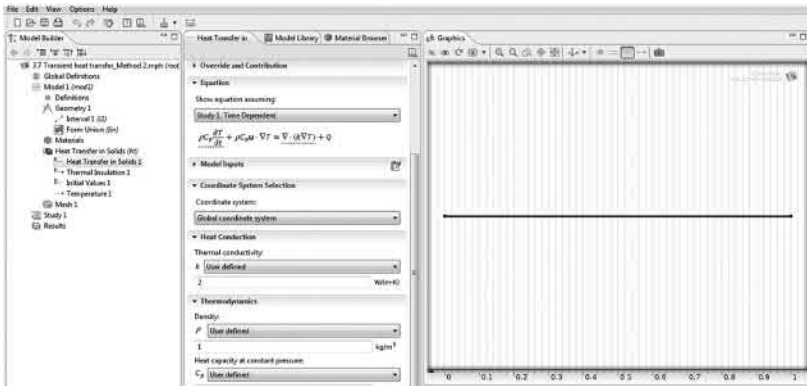 File Edit View Options Help
Model Builder
3.7 Transient heat transfer_Method 2.mph (root)
Global Definitions
Model 1 (mod1)
Definitions
Geometry 1
Interval 1 (i1)
Form Union (fin)
Materials
Heat Transfer in Solids (ht)
Heat Transfer in Solids 1
Thermal Insulation 1
Initial Values 1
Temperature 1
Mesh 1
Study 1
Results
Heat Transfer in Model Library Material Browser
Override and Contribution
Equation
Show equation assuming:
Study 1, Time Dependent
ρCp ∂T/∂t + ρCpu · ∇T = ∇ · (k∇T) + Q
Model Inputs
Coordinate System Selection
Coordinate system:
Global coordinate system
Heat Conduction
Thermal conductivity:
k User defined
2 W/(m·K)
Thermodynamics
Density:
ρ User defined
1 kg/m³
Heat capacity at constant pressure:
Cp User defined
Graphics
0 0.1 0.2 0.3 0.4 0.5 0.6 0.7 0.8 0.9 1